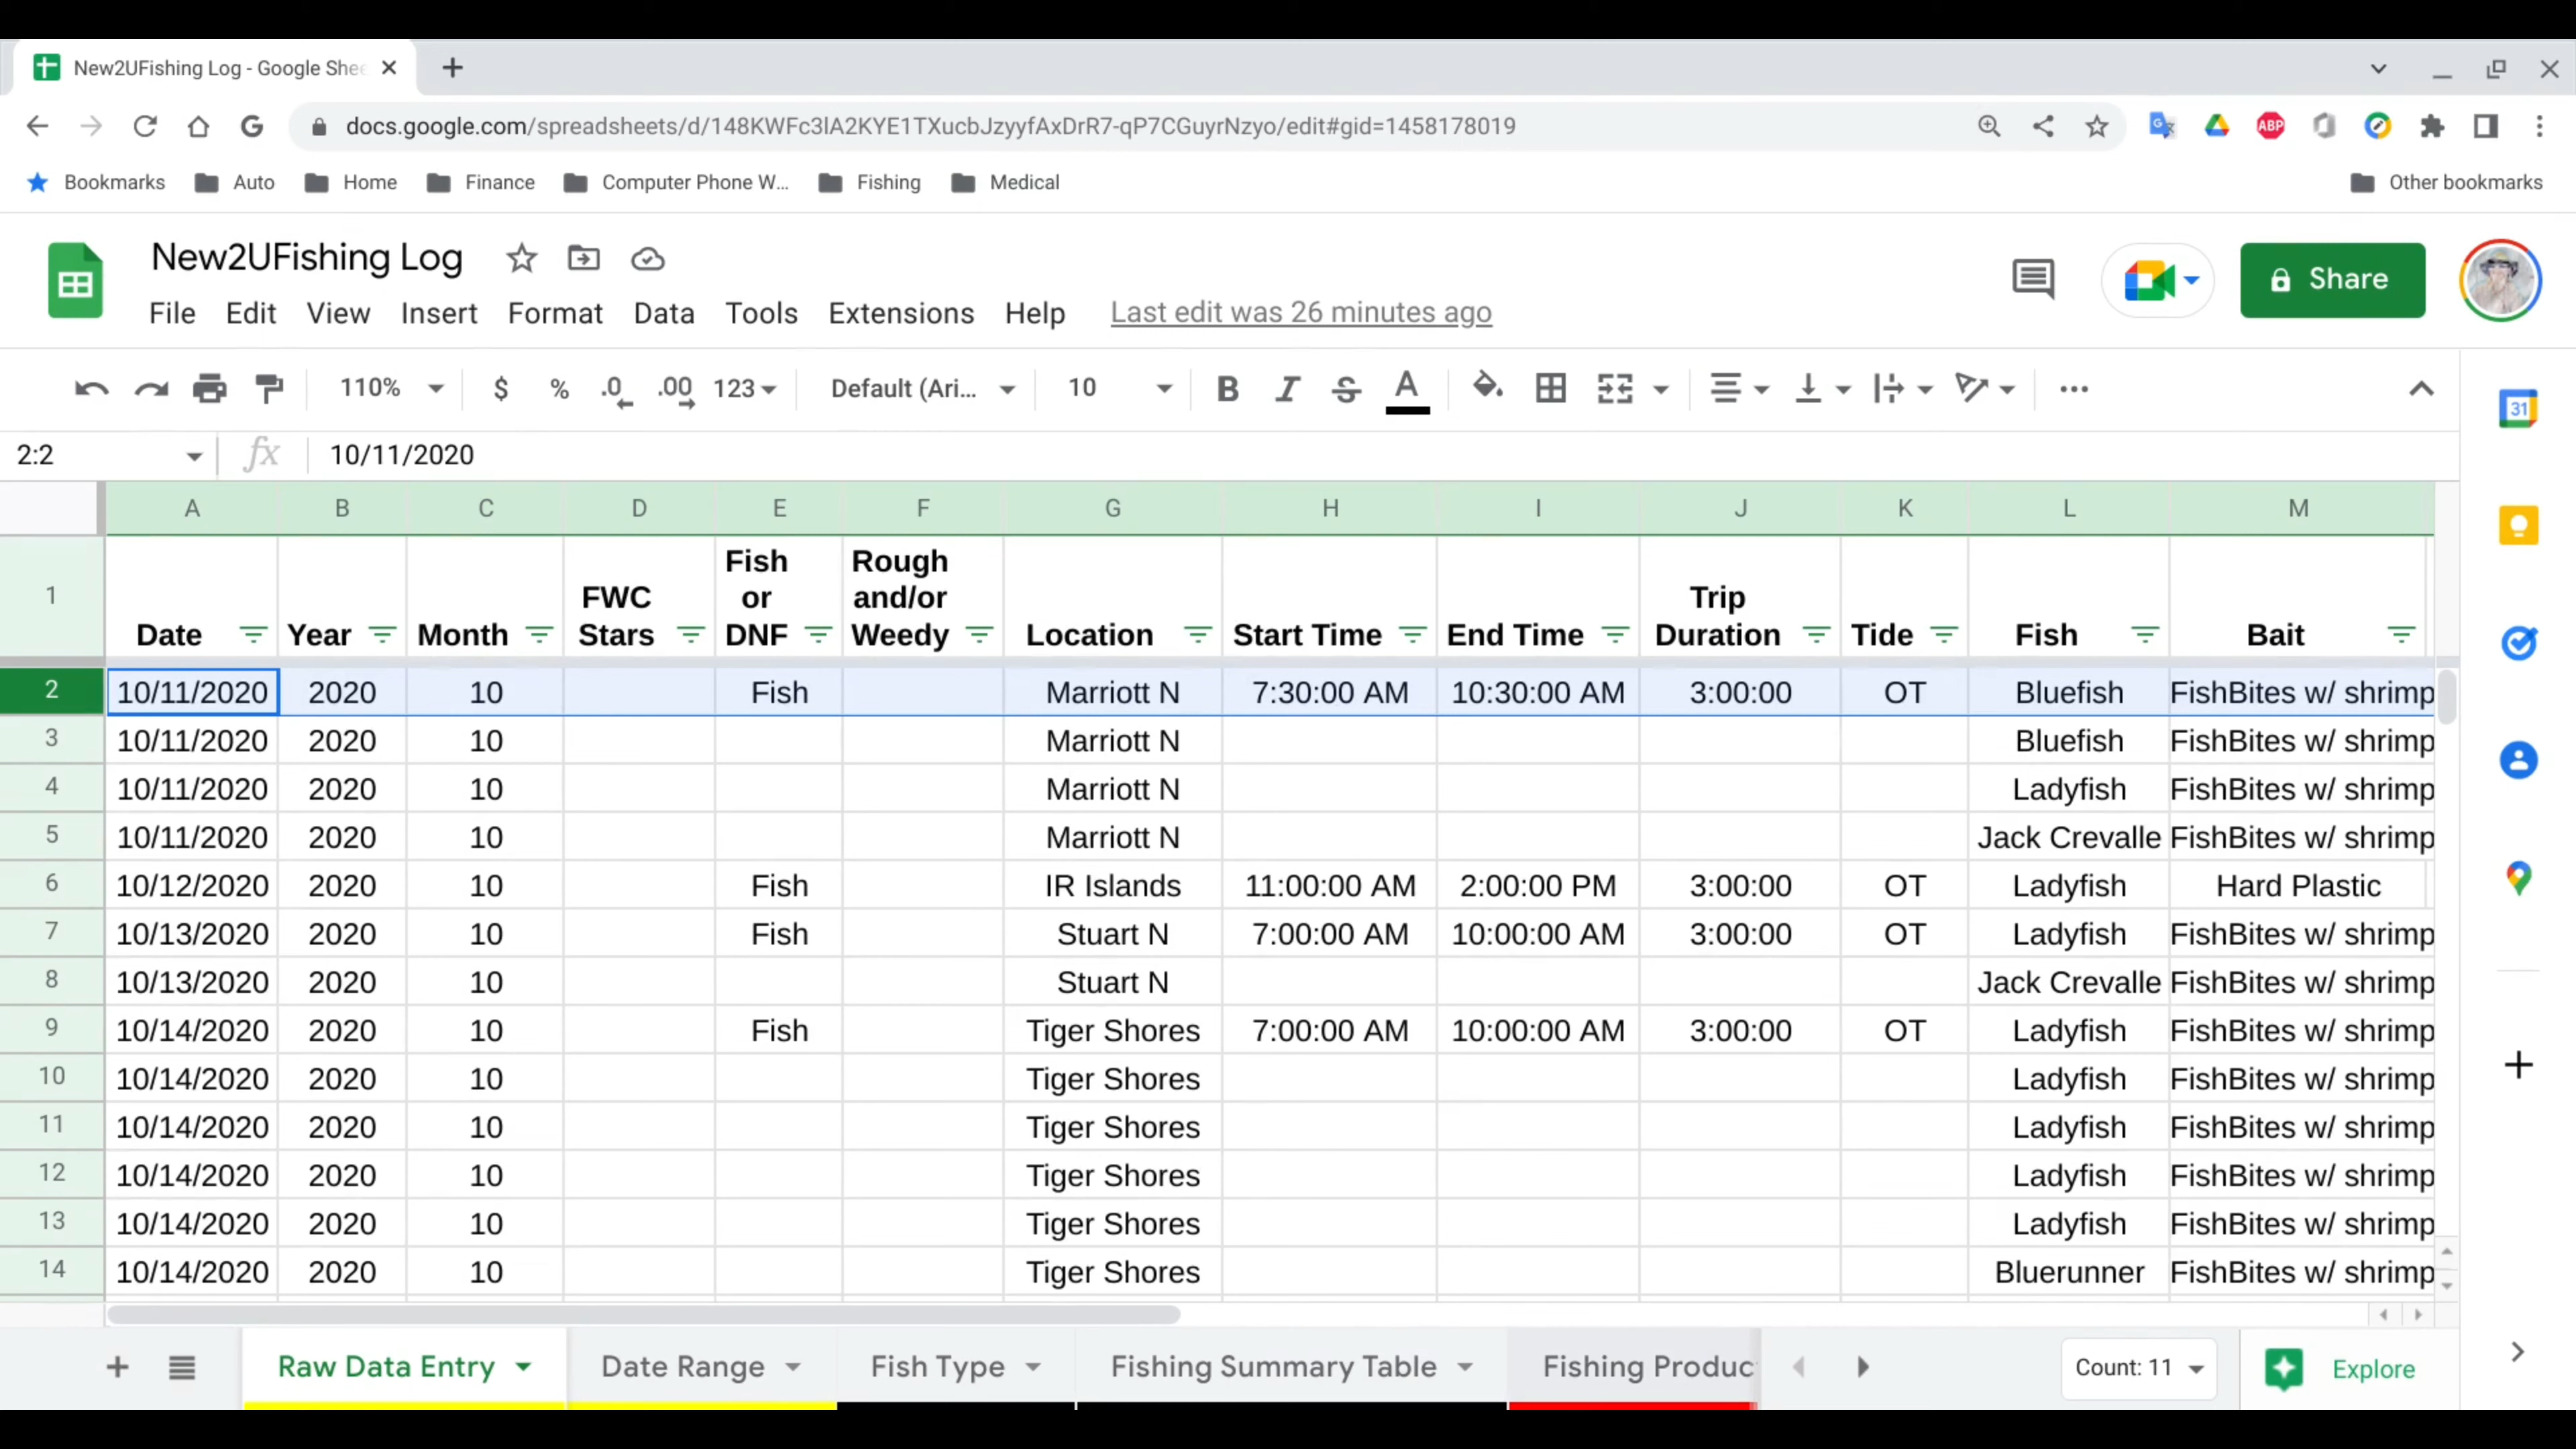 New2UFishing Log - Google Shee
docs.google.com/spreadsheets/d/148KWFc3lA2KYE1TXucbJzyyfAxDrR7-qP7CGuyrNzyo/edit#gid=1458178019
ABP
Bookmarks Auto Home Finance Computer Phone W... Fishing Medical Other bookmarks
New2UFishing Log
Share
File Edit View Insert Format Data Tools Extensions Help Last edit was 26 minutes ago
110% $ % .0 .00 123 Default (Ari... 10 B I S A
31
2:2 fx 10/11/2020
A B C D E F G H I J K L M
1 Date Year Month FWC Stars Fish or DNF Rough and/or Weedy Location Start Time End Time Trip Duration Tide Fish Bait
2 10/11/2020 2020 10 Fish Marriott N 7:30:00 AM 10:30:00 AM 3:00:00 OT Bluefish FishBites w/ shrimp
3 10/11/2020 2020 10 Marriott N Bluefish FishBites w/ shrimp
4 10/11/2020 2020 10 Marriott N Ladyfish FishBites w/ shrimp
5 10/11/2020 2020 10 Marriott N Jack Crevalle FishBites w/ shrimp
6 10/12/2020 2020 10 Fish IR Islands 11:00:00 AM 2:00:00 PM 3:00:00 OT Ladyfish Hard Plastic
7 10/13/2020 2020 10 Fish Stuart N 7:00:00 AM 10:00:00 AM 3:00:00 OT Ladyfish FishBites w/ shrimp
8 10/13/2020 2020 10 Stuart N Jack Crevalle FishBites w/ shrimp
9 10/14/2020 2020 10 Fish Tiger Shores 7:00:00 AM 10:00:00 AM 3:00:00 OT Ladyfish FishBites w/ shrimp
10 10/14/2020 2020 10 Tiger Shores Ladyfish FishBites w/ shrimp
11 10/14/2020 2020 10 Tiger Shores Ladyfish FishBites w/ shrimp
12 10/14/2020 2020 10 Tiger Shores Ladyfish FishBites w/ shrimp
13 10/14/2020 2020 10 Tiger Shores Ladyfish FishBites w/ shrimp
14 10/14/2020 2020 10 Tiger Shores Bluerunner FishBites w/ shrimp
Raw Data Entry Date Range Fish Type Fishing Summary Table Fishing Produc Count: 11 Explore